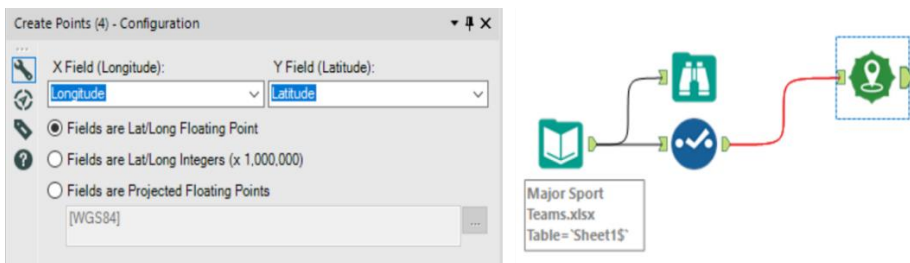 Create Points (4) - Configuration
X Field (Longitude): Y Field (Latitude):
Longitude Latitude
Fields are Lat/Long Floating Point
Fields are Lat/Long Integers (x 1,000,000)
Fields are Projected Floating Points
[WGS84]
...
Major Sport
Teams.xlsx
Table=`Sheet1$`